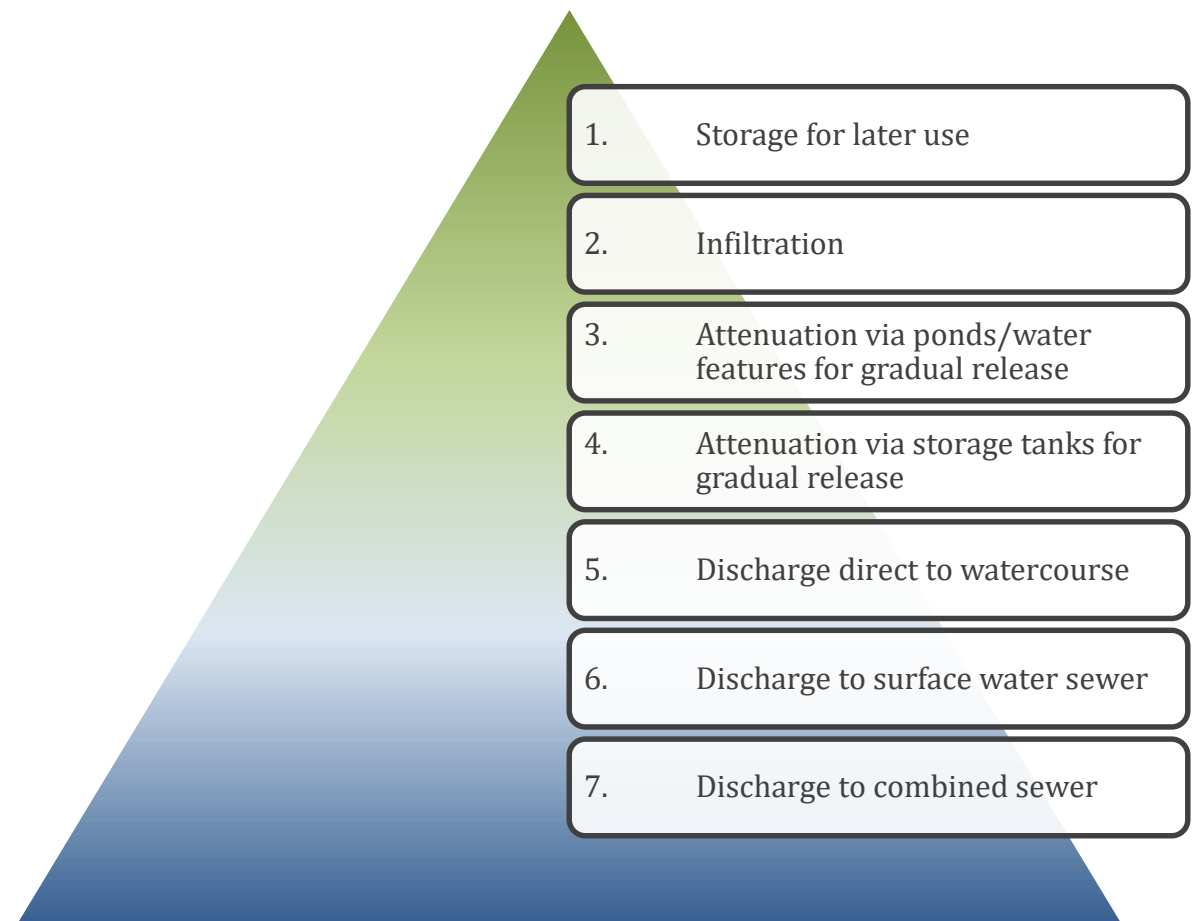 1. Storage for later use
2. Infiltration
3. Attenuation via ponds/water
features for gradual release
4. Attenuation via storage tanks for
gradual release
5. Discharge direct to watercourse
6. Discharge to surface water sewer
7. Discharge to combined sewer